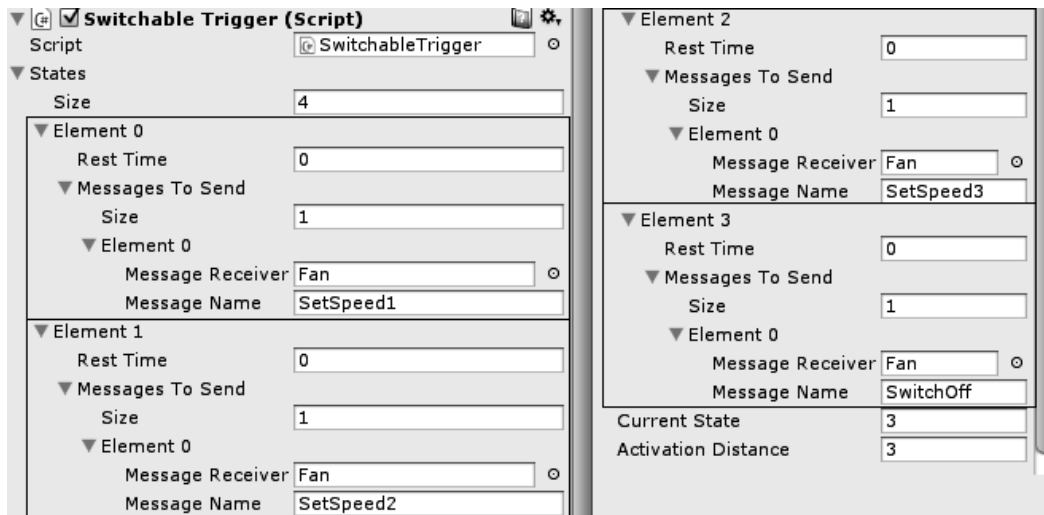 Switchable Trigger (Script)
Script SwitchableTrigger
States
Size 4
Element 0
Rest Time 0
Messages To Send
Size 1
Element 0
Message Receiver Fan
Message Name SetSpeed1
Element 1
Rest Time 0
Messages To Send
Size 1
Element 0
Message Receiver Fan
Message Name SetSpeed2
Element 2
Rest Time 0
Messages To Send
Size 1
Element 0
Message Receiver Fan
Message Name SetSpeed3
Element 3
Rest Time 0
Messages To Send
Size 1
Element 0
Message Receiver Fan
Message Name SwitchOff
Current State 3
Activation Distance 3